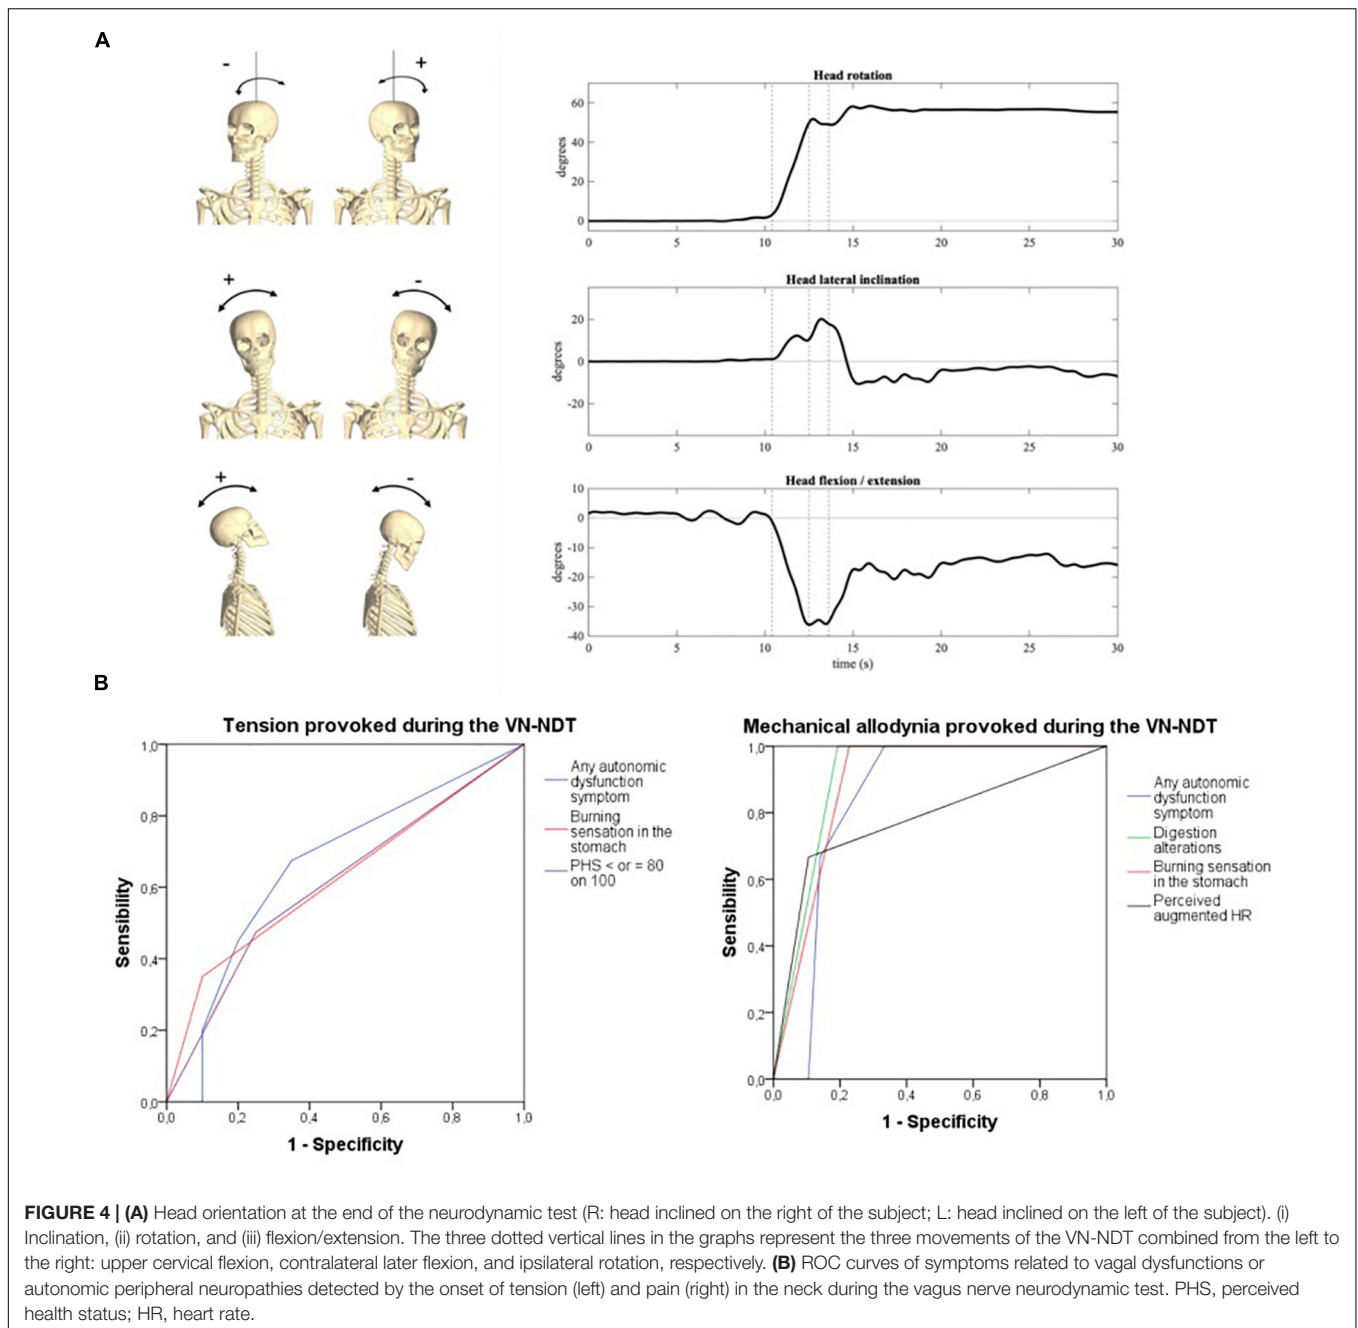 A
-
+
Head rotation
degrees
60
40
20
0
0 5 10 15 20 25 30
+
-
Head lateral inclination
degrees
20
0
-20
0 5 10 15 20 25 30
+
-
Head flexion / extension
degrees
10
0
-10
-20
-30
-40
0 5 10 15 20 25 30
time (s)
B
Tension provoked during the VN-NDT
Sensibility
1,0
0,8
0,6
0,4
0,2
0,0
0,0 0,2 0,4 0,6 0,8 1,0
1 - Specificity
Any autonomic
dysfunction
symptom
Burning
sensation in the
stomach
PHS < or = 80
on 100
Mechanical allodynia provoked during the VN-NDT
Sensibility
1,0
0,8
0,6
0,4
0,2
0,0
0,0 0,2 0,4 0,6 0,8 1,0
1 - Specificity
Any autonomic
dysfunction
symptom
Digestion
alterations
Burning sensation
in the stomach
Perceived
augmented HR
FIGURE 4 | (A) Head orientation at the end of the neurodynamic test (R: head inclined on the right of the subject; L: head inclined on the left of the subject). (i)
Inclination, (ii) rotation, and (iii) flexion/extension. The three dotted vertical lines in the graphs represent the three movements of the VN-NDT combined from the left to
the right: upper cervical flexion, contralateral later flexion, and ipsilateral rotation, respectively. (B) ROC curves of symptoms related to vagal dysfunctions or
autonomic peripheral neuropathies detected by the onset of tension (left) and pain (right) in the neck during the vagus nerve neurodynamic test. PHS, perceived
health status; HR, heart rate.